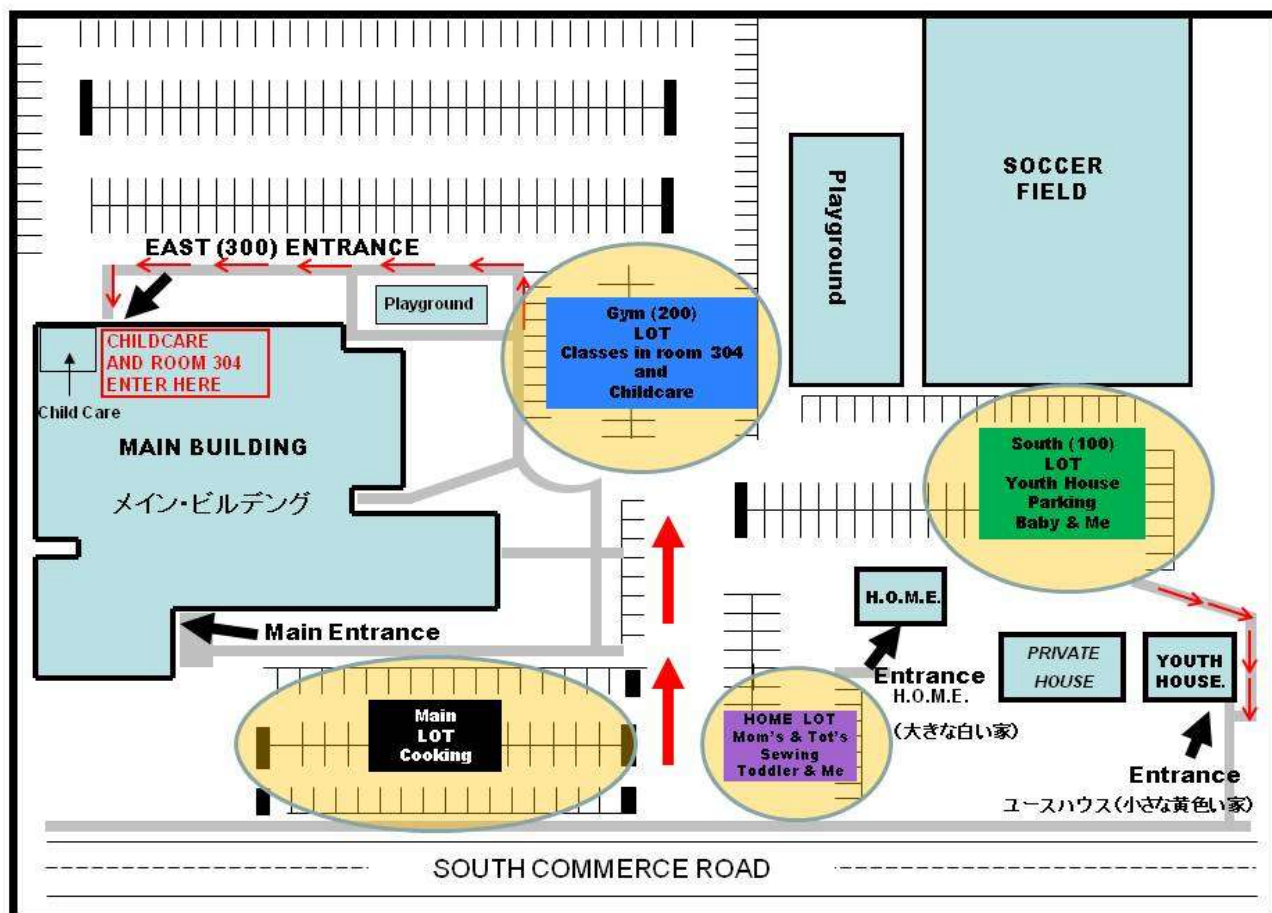 SOCCER
FIELD
Playground
EAST (300) ENTRANCE
Playground
Gym (200)
LOT
Classes in room 304
and
Childcare
CHILDCARE
AND ROOM 304
ENTER HERE
Child Care
MAIN BUILDING
メイン・ビルデング
South (100)
LOT
Youth House
Parking
Baby & Me
H.O.M.E.
Main Entrance
Entrance
H.O.M.E.
(大きな白い家)
PRIVATE
HOUSE
YOUTH
HOUSE.
Main
LOT
Cooking
HOME LOT
Mom's & Tot's
Sewing
Toddler & Me
Entrance
ユースハウス(小さな黄色い家)
SOUTH COMMERCE ROAD